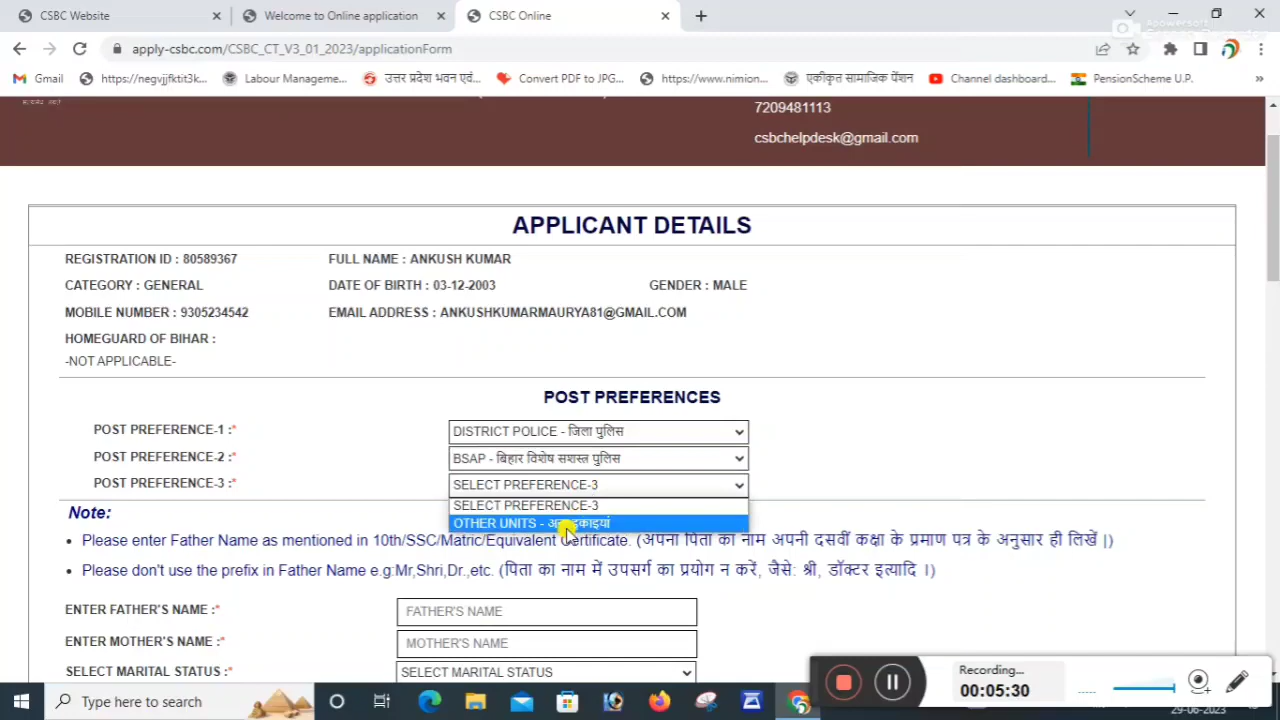 CSBC Website
Welcome to Online application
CSBC Online
apply-csbc.com/CSBC_CT_V3_01_2023/applicationForm
Gmail
https://negvjjfktit3k...
Labour Manageme...
उत्तर प्रदेश भवन एवं...
Convert PDF to JPG...
https://www.nimion...
एकीकृत सामाजिक पेंशन
Channel dashboard...
PensionScheme U.P.
»
7209481113
csbchelpdesk@gmail.com
APPLICANT DETAILS
REGISTRATION ID : 80589367 FULL NAME : ANKUSH KUMAR
CATEGORY : GENERAL DATE OF BIRTH : 03-12-2003 GENDER : MALE
MOBILE NUMBER : 9305234542 EMAIL ADDRESS : ANKUSHKUMARMAURYA81@GMAIL.COM
HOMEGUARD OF BIHAR :
-NOT APPLICABLE-
POST PREFERENCES
POST PREFERENCE-1 :* DISTRICT POLICE - जिला पुलिस
POST PREFERENCE-2 :* BSAP - बिहार विशेष सशस्त्र पुलिस
POST PREFERENCE-3 :* SELECT PREFERENCE-3
SELECT PREFERENCE-3
OTHER UNITS -
Note:
• Please enter Father Name as mentioned in 10th/SSC/Matric/Equivalent Certificate. (अपना पिता का नाम अपनी दसवीं कक्षा के प्रमाण पत्र के अनुसार ही लिखें |)
• Please don't use the prefix in Father Name e.g:Mr,Shri,Dr.,etc. (पिता का नाम में उपसर्ग का प्रयोग न करें, जैसे: श्री, डॉक्टर इत्यादि ।)
ENTER FATHER'S NAME :* FATHER'S NAME
ENTER MOTHER'S NAME :* MOTHER'S NAME
SELECT MARITAL STATUS :* SELECT MARITAL STATUS
Recording...
00:05:30
Type here to search
29-06-2023